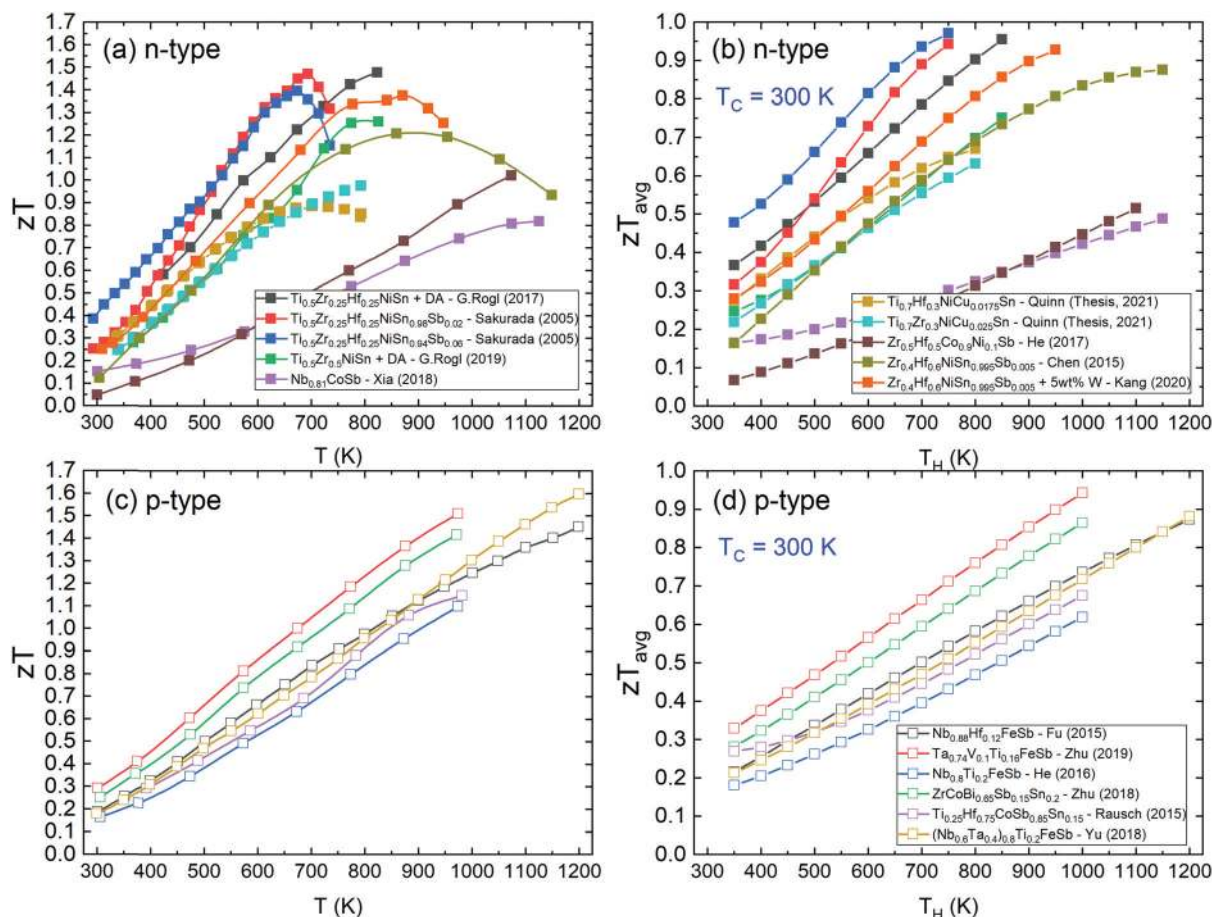 (a) n-type
zT
1.7
1.6
1.5
1.4
1.3
1.2
1.1
1.0
0.9
0.8
0.7
0.6
0.5
0.4
0.3
0.2
0.1
0.0
Ti0.5Zr0.25Hf0.25NiSn + DA - G.Rogl (2017)
Ti0.5Zr0.25Hf0.25NiSn0.98Sb0.02 - Sakurada (2005)
Ti0.5Zr0.25Hf0.25NiSn0.94Sb0.06 - Sakurada (2005)
Ti0.5Zr0.5NiSn + DA - G.Rogl (2019)
Nb0.81CoSb - Xia (2018)
300 400 500 600 700 800 900 1000 1100 1200
T (K)
(b) n-type
TC = 300 K
zTavg
1.0
0.9
0.8
0.7
0.6
0.5
0.4
0.3
0.2
0.1
0.0
Ti0.7Hf0.3NiCu0.0175Sn - Quinn (Thesis, 2021)
Ti0.7Zr0.3NiCu0.025Sn - Quinn (Thesis, 2021)
Zr0.5Hf0.5Co0.9Ni0.1Sb - He (2017)
Zr0.4Hf0.6NiSn0.995Sb0.005 - Chen (2015)
Zr0.4Hf0.6NiSn0.995Sb0.005 + 5wt% W - Kang (2020)
300 400 500 600 700 800 900 1000 1100 1200
TH (K)
(c) p-type
zT
1.7
1.6
1.5
1.4
1.3
1.2
1.1
1.0
0.9
0.8
0.7
0.6
0.5
0.4
0.3
0.2
0.1
0.0
300 400 500 600 700 800 900 1000 1100 1200
T (K)
(d) p-type
TC = 300 K
zTavg
1.0
0.9
0.8
0.7
0.6
0.5
0.4
0.3
0.2
0.1
0.0
Nb0.88Hf0.12FeSb - Fu (2015)
Ta0.74V0.1Ti0.16FeSb - Zhu (2019)
Nb0.8Ti0.2FeSb - He (2016)
ZrCoBi0.65Sb0.15Sn0.2 - Zhu (2018)
Ti0.25Hf0.75CoSb0.85Sn0.15 - Rausch (2015)
(Nb0.6Ta0.4)0.8Ti0.2FeSb - Yu (2018)
300 400 500 600 700 800 900 1000 1100 1200
TH (K)